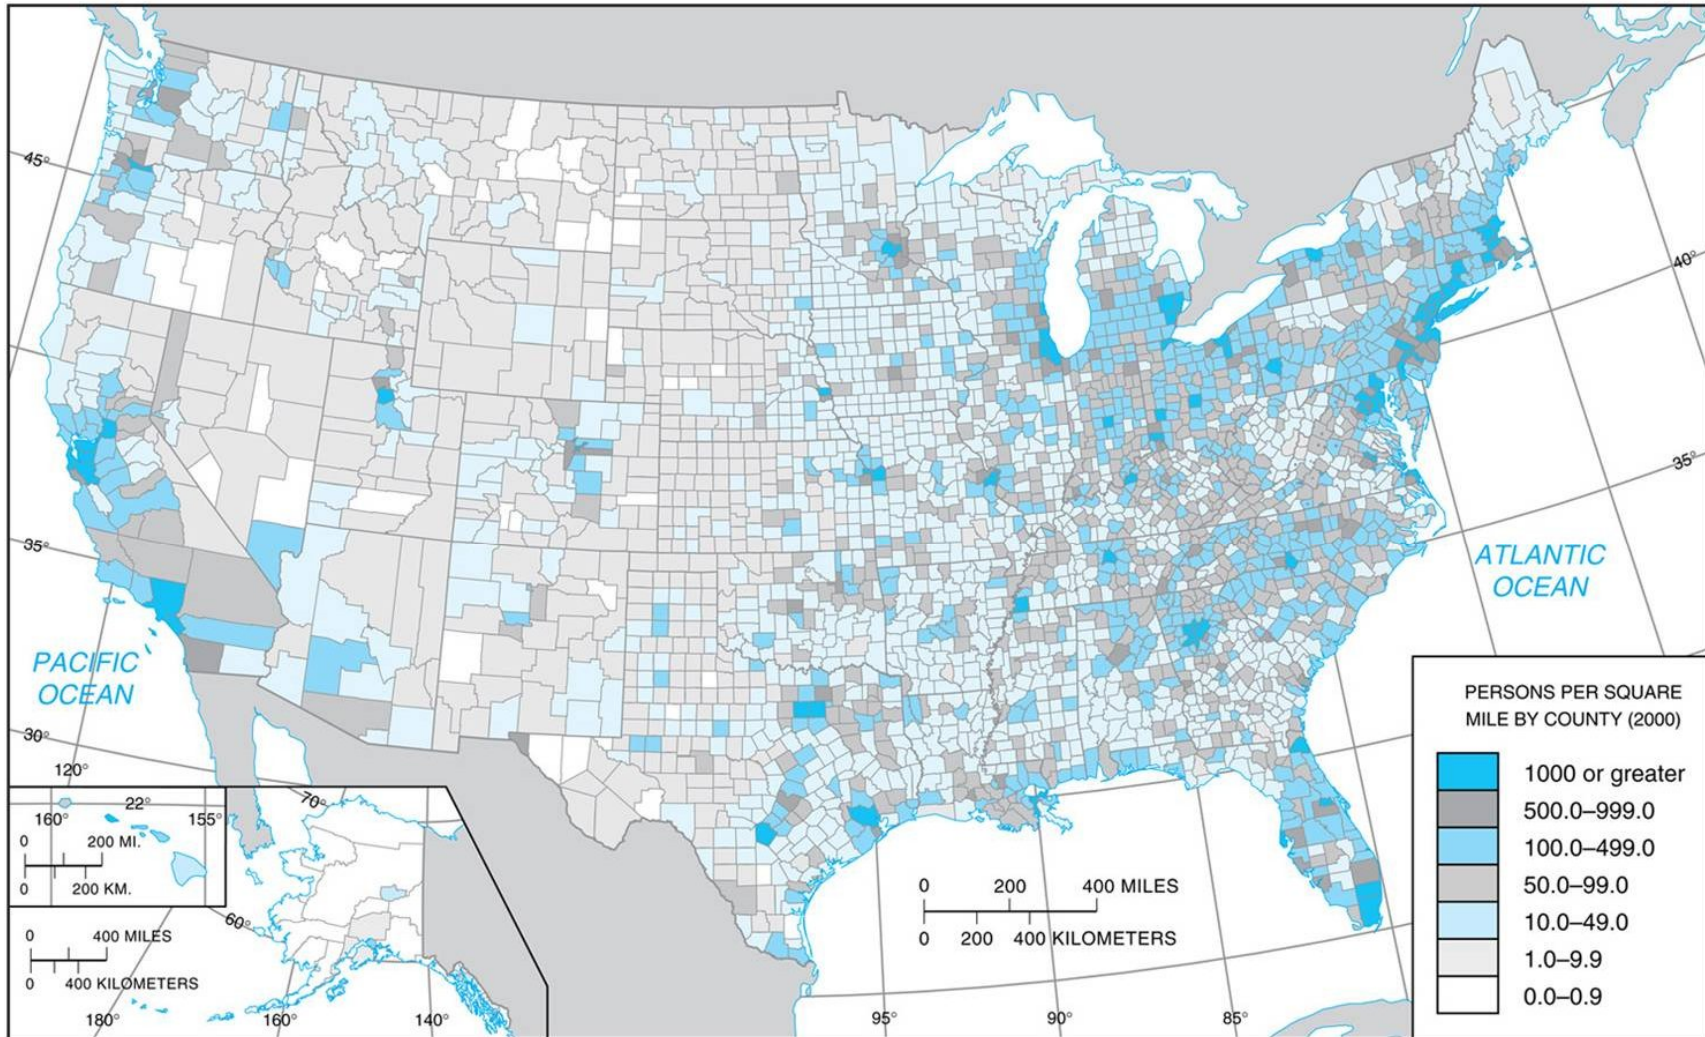 45°
40°
35°
35°
30°
ATLANTIC
OCEAN
PACIFIC
OCEAN
120°
70°
22°
160°
155°
0
200 MI.
0
200 KM.
60°
0
400 MILES
0
400 KILOMETERS
180°
160°
140°
0
200
400 MILES
0
200
400 KILOMETERS
95°
90°
85°
PERSONS PER SQUARE
MILE BY COUNTY (2000)
1000 or greater
500.0–999.0
100.0–499.0
50.0–99.0
10.0–49.0
1.0–9.9
0.0–0.9